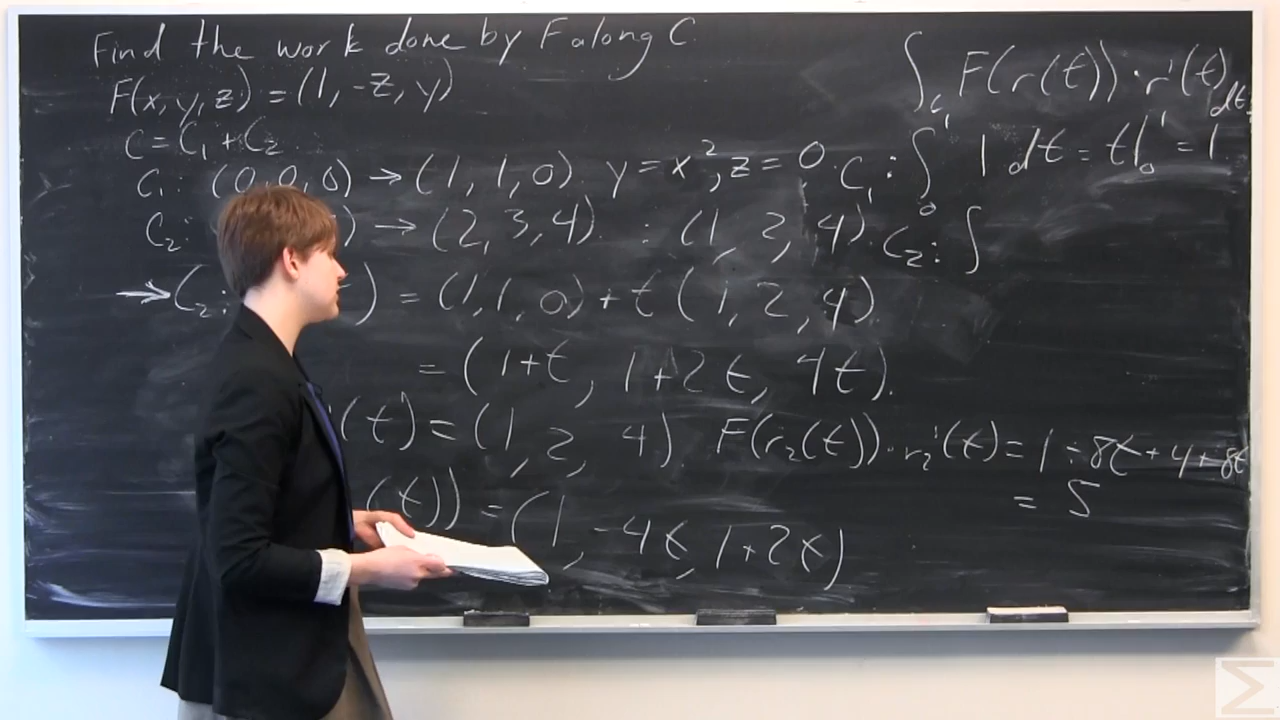 Find the work done by F along C.
F(x, y, z) = (1, -z, y)
C = C₁ + C₂.
C₁: (0, 0, 0) → (1, 1, 0). y = x², z = 0.
C₂: ) → (2, 3, 4). : (1, 2, 4).
→ C₂: ) = (1, 1, 0) + t (1, 2, 4).
= (1+t, 1+2t, 4t).
'(t) = (1, 2, 4).
(t)) = (1, -4t, 1+2t)
∫_C F(r(t)) · r'(t) dt.
C₁: ∫₀¹ 1 dt = t|₀¹ = 1.
C₂: ∫
F(r₂(t)) · r₂'(t) = 1 - 8t + 4 + 8t
= 5
Σ